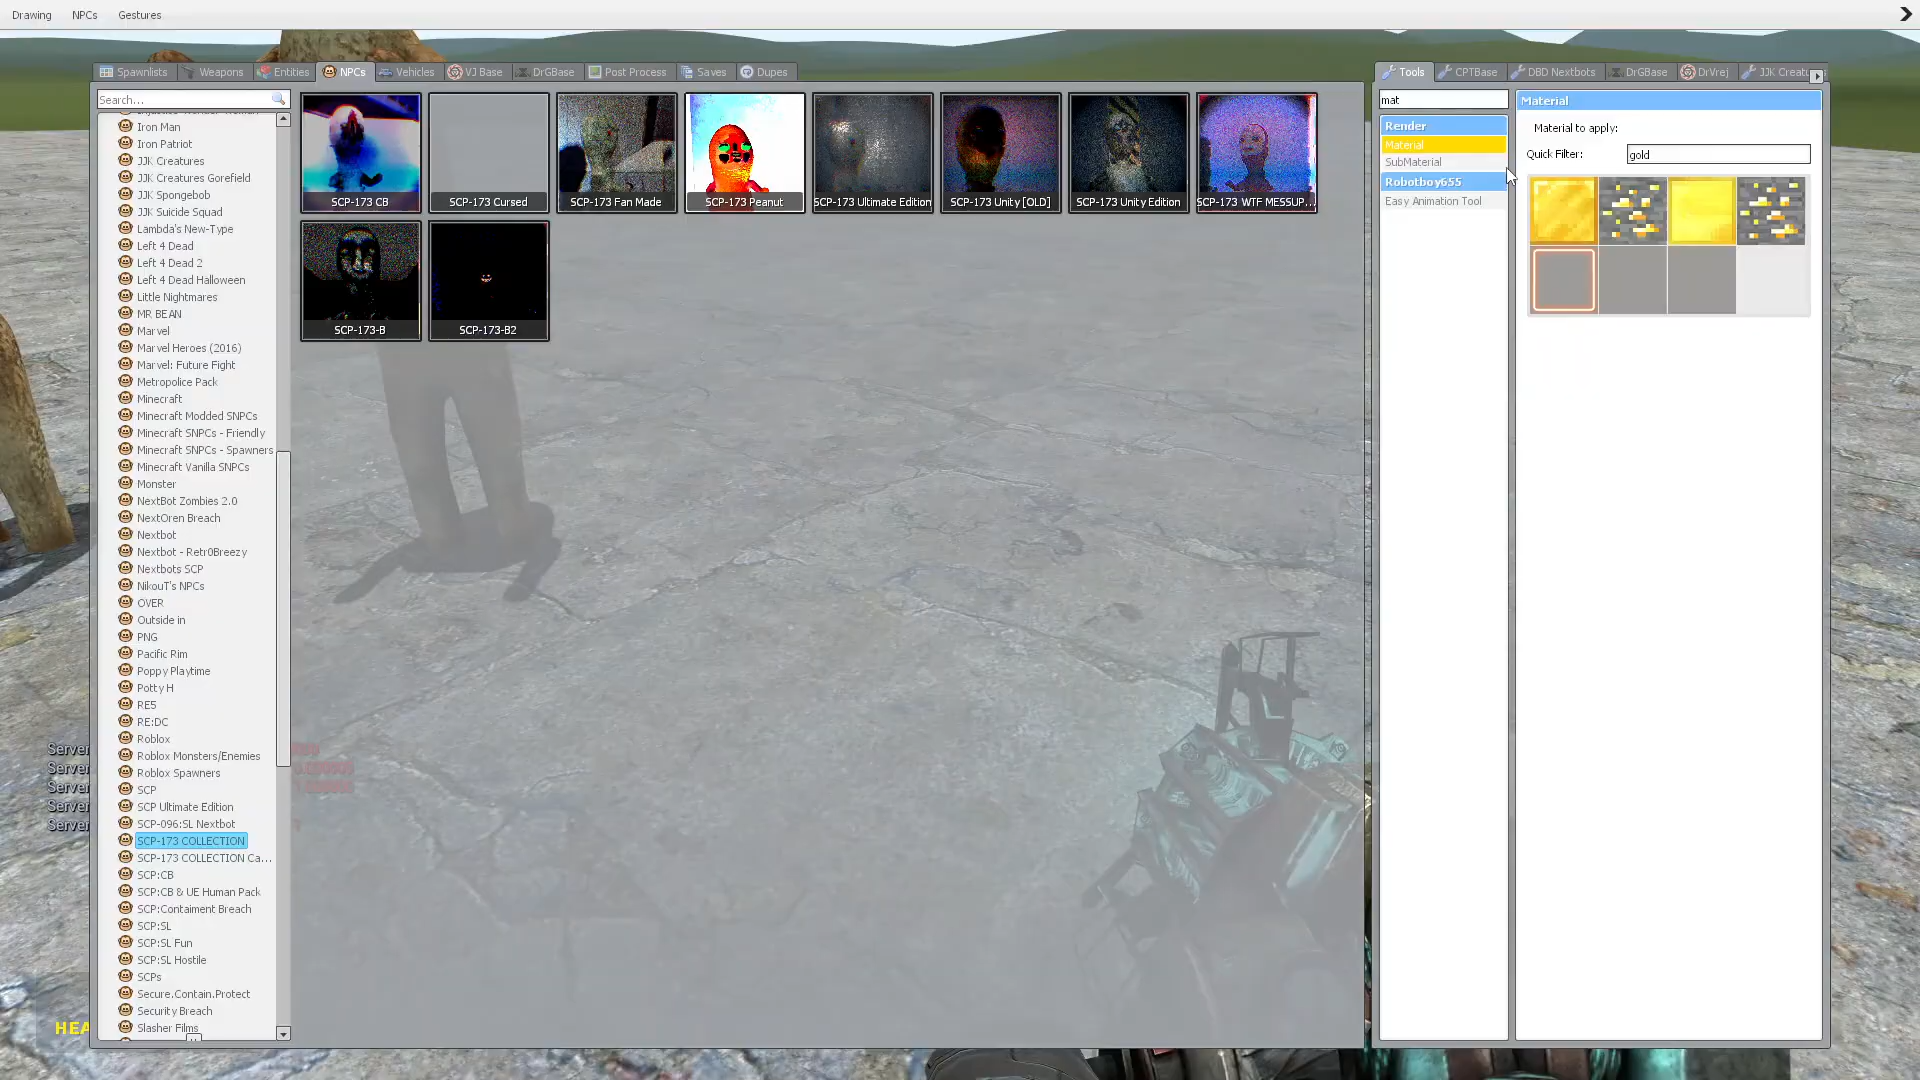 Drawing NPCs Gestures
Spawnlists Weapons Entities NPCs Vehicles VJ Base DrGBase Post Process Saves Dupes
Tools CPTBase DBD Nextbots DrGBase DrVrej JJK Creatu
Search...
Iron Man
Iron Patriot
JJK Creatures
JJK Creatures Gorefield
JJK Spongebob
JJK Suicide Squad
Lambda's New-Type
Left 4 Dead
Left 4 Dead 2
Left 4 Dead Halloween
Little Nightmares
MR BEAN
Marvel
Marvel Heroes (2016)
Marvel: Future Fight
Metropolice Pack
Minecraft
Minecraft Modded SNPCs
Minecraft SNPCs - Friendly
Minecraft SNPCs - Spawners
Minecraft Vanilla SNPCs
Monster
NextBot Zombies 2.0
NextOren Breach
Nextbot
Nextbot - Retr0Breezy
Nextbots SCP
NikouT's NPCs
OVER
Outside in
PNG
Pacific Rim
Poppy Playtime
Potty H
RE5
RE:DC
Roblox
Roblox Monsters/Enemies
Roblox Spawners
SCP
SCP Ultimate Edition
SCP-096:SL Nextbot
SCP-173 COLLECTION
SCP-173 COLLECTION Ca...
SCP:CB
SCP:CB & UE Human Pack
SCP:Contaiment Breach
SCP:SL
SCP:SL Fun
SCP:SL Hostile
SCPs
Secure.Contain.Protect
Security Breach
Slasher Films
SCP-173 CB
SCP-173 Cursed
SCP-173 Fan Made
SCP-173 Peanut
SCP-173 Ultimate Edition
SCP-173 Unity [OLD]
SCP-173 Unity Edition
SCP-173 WTF MESSUP...
SCP-173-B
SCP-173-B2
mat
Render
Material
SubMaterial
Robotboy655
Easy Animation Tool
Material
Material to apply:
Quick Filter: gold
Server
Server
Server
Server
Server
HEA